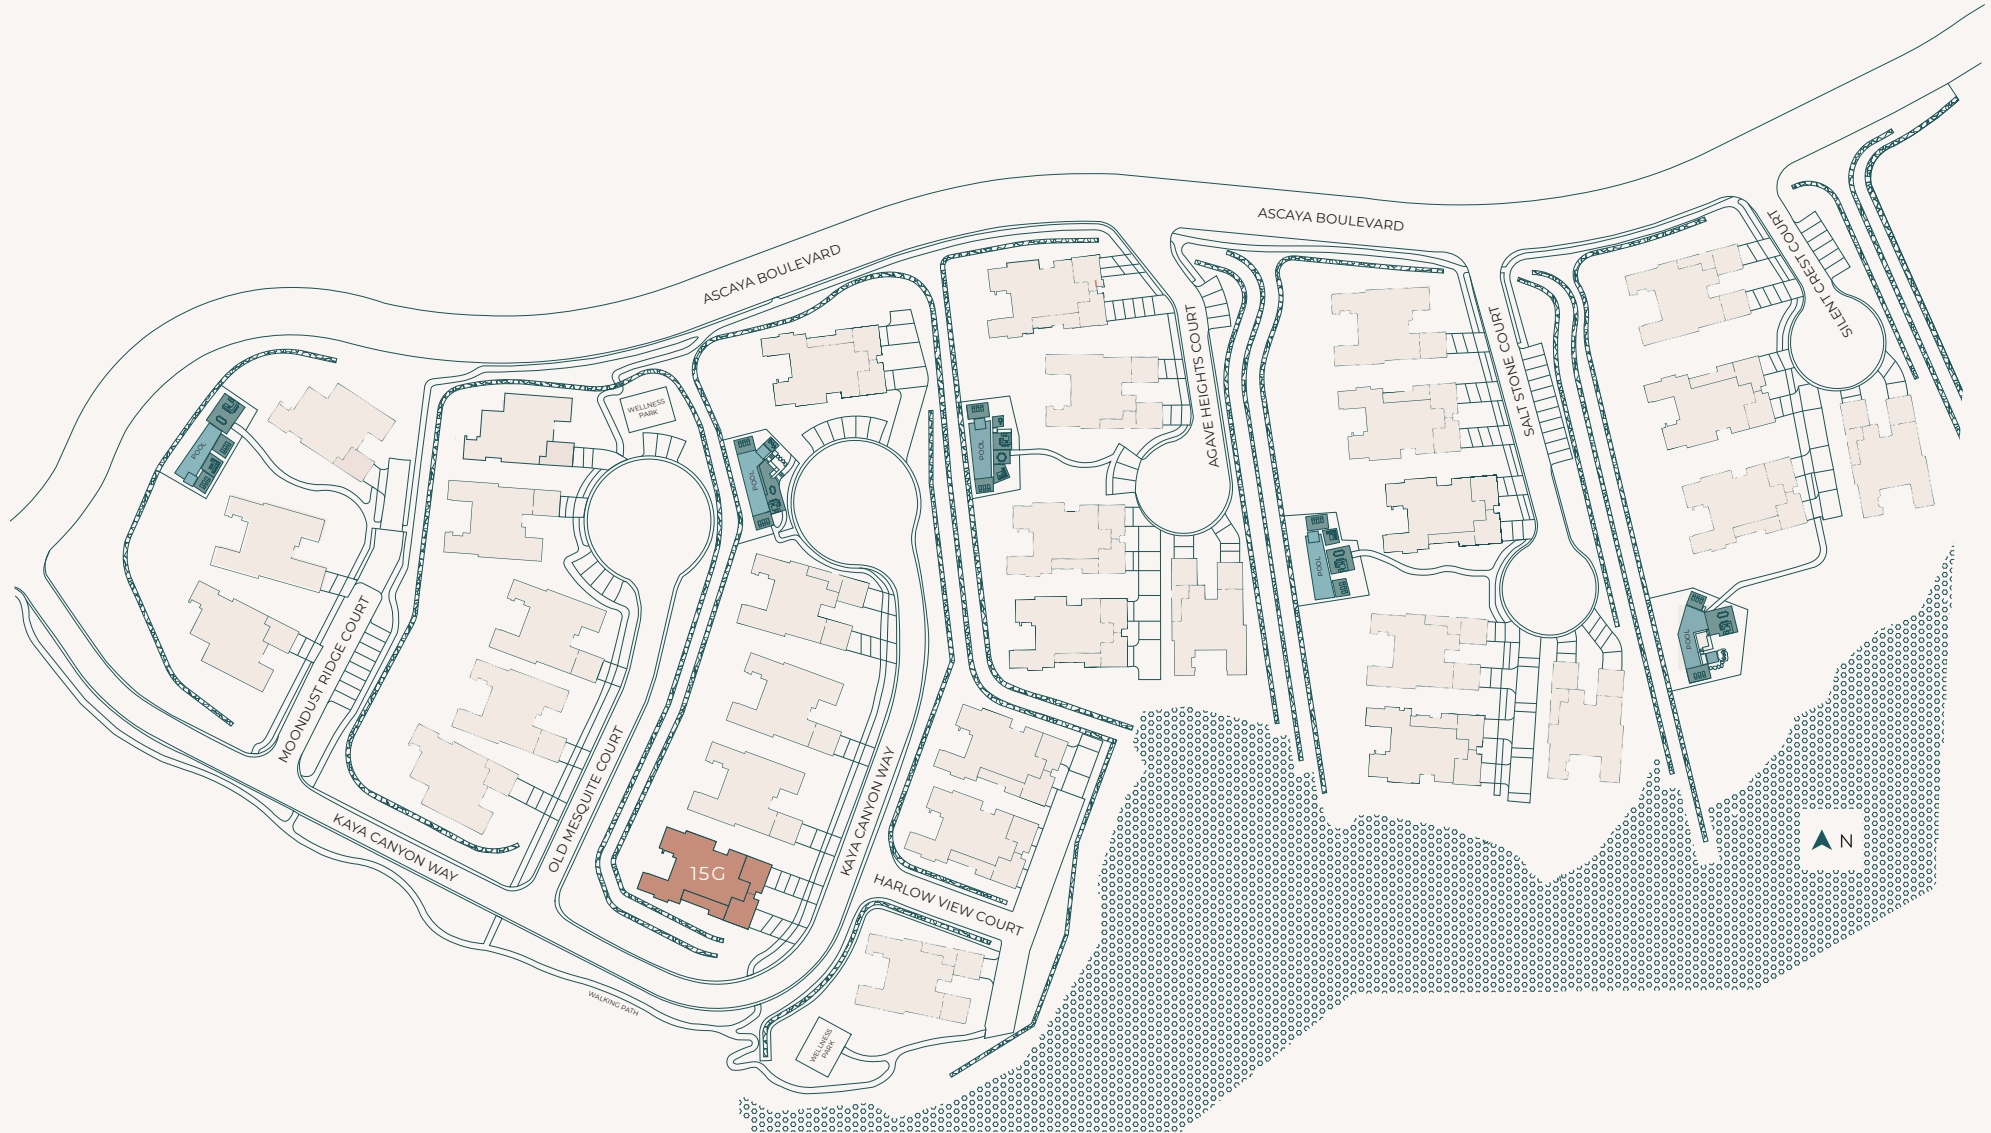 ASCAYA BOULEVARD
ASCAYA BOULEVARD
SILENT CREST COURT
AGAVE HEIGHTS COURT
SALT STONE COURT
WELLNESS
PARK
POOL
POOL
POOL
POOL
POOL
MOONDUST RIDGE COURT
OLD MESQUITE COURT
KAYA CANYON WAY
KAYA CANYON WAY
15G
HARLOW VIEW COURT
N
WALKING PATH
WELLNESS
PARK